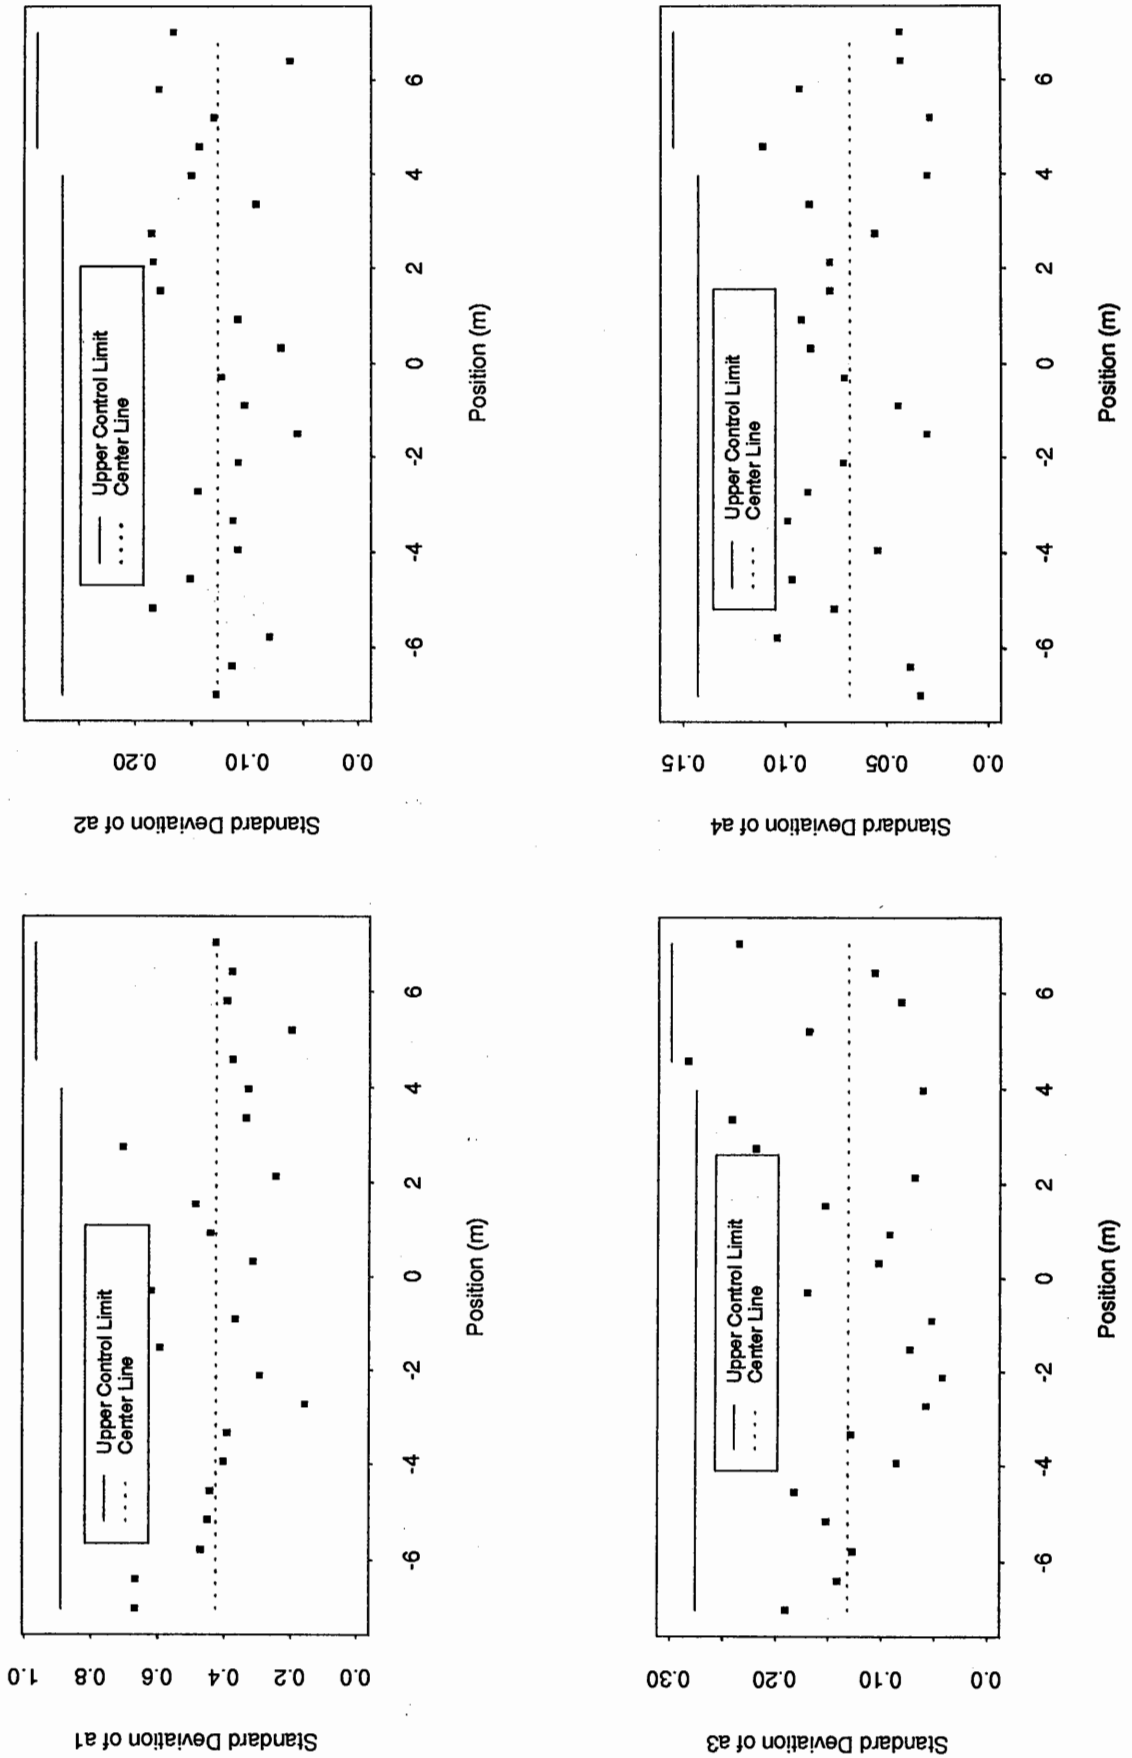 Standard Deviation of a1
1.0
0.8
0.6
0.4
0.2
0.0
Upper Control Limit
Center Line
-6
-4
-2
0
2
4
6
Position (m)
Standard Deviation of a2
0.20
0.10
0.0
Upper Control Limit
Center Line
-6
-4
-2
0
2
4
6
Position (m)
Standard Deviation of a3
0.30
0.20
0.10
0.0
Upper Control Limit
Center Line
-6
-4
-2
0
2
4
6
Position (m)
Standard Deviation of a4
0.15
0.10
0.05
0.0
Upper Control Limit
Center Line
-6
-4
-2
0
2
4
6
Position (m)